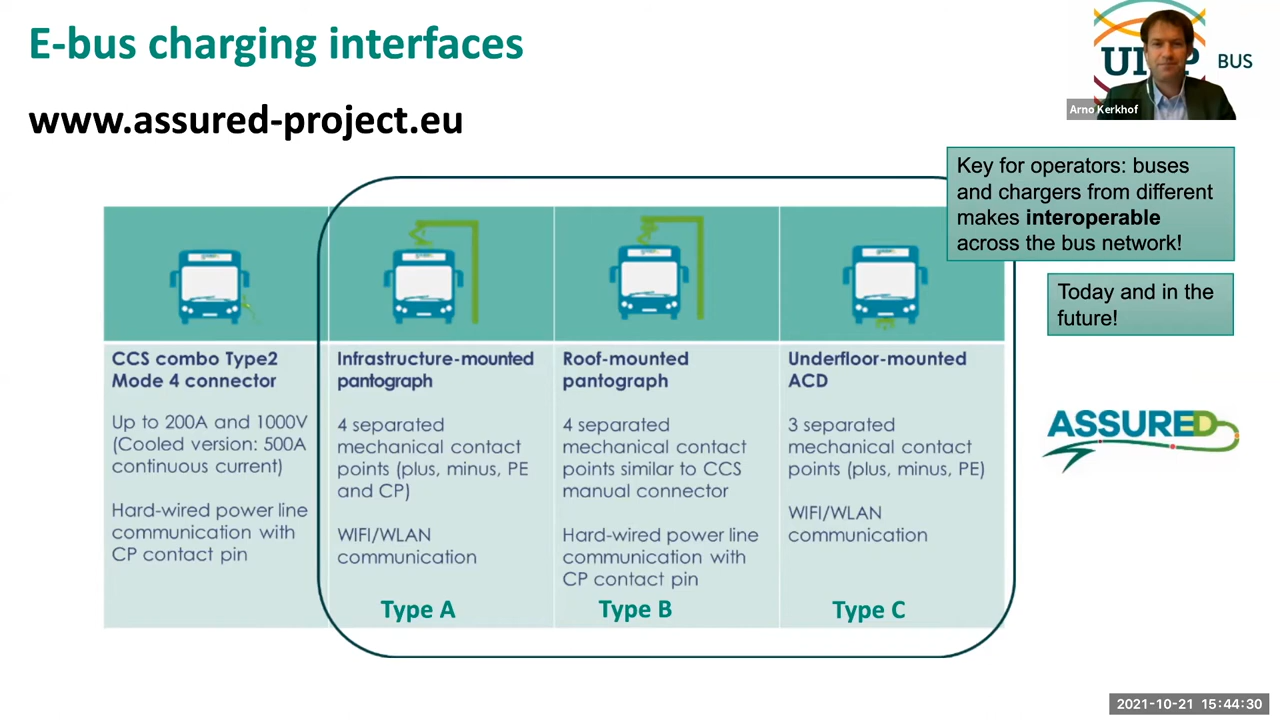 E-bus charging interfaces
www.assured-project.eu
BUS
Arno Kerkhof
Key for operators: buses
and chargers from different
makes interoperable
across the bus network!
Today and in the
future!
CCS combo Type2
Mode 4 connector
Up to 200A and 1000V
(Cooled version: 500A
continuous current)
Hard-wired power line
communication with
CP contact pin
Infrastructure-mounted
pantograph
4 separated
mechanical contact
points (plus, minus, PE
and CP)
WIFI/WLAN
communication
Type A
Roof-mounted
pantograph
4 separated
mechanical contact
points similar to CCS
manual connector
Hard-wired power line
communication with
CP contact pin
Type B
Underfloor-mounted
ACD
3 separated
mechanical contact
points (plus, minus, PE)
WIFI/WLAN
communication
Type C
ASSURED
2021-10-21 15:44:30